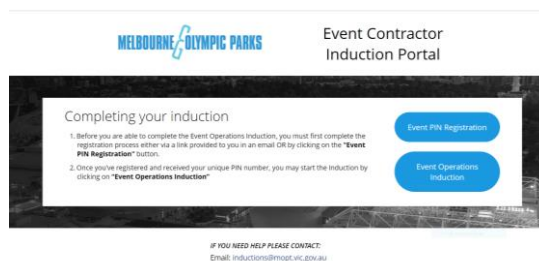 MELBOURNE & OLYMPIC PARKS
Event Contractor
Induction Portal
Completing your induction
1. Before you are able to complete the Event Operations Induction, you must first complete the
registration process either via a link provided to you in an email OR by clicking on the "Event
PIN Registration" button.
2. Once you've registered and received your unique PIN number, you may start the Induction by
clicking on "Event Operations Induction"
Event PIN Registration
Event Operations
Induction
IF YOU NEED HELP PLEASE CONTACT:
Email: inductions@mopt.vic.gov.au